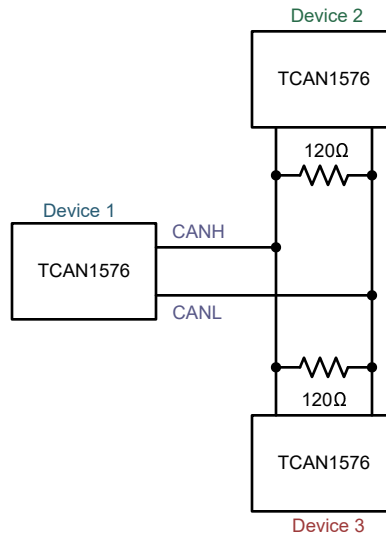 Device 2
TCAN1576
120Ω
Device 1
CANH
TCAN1576
CANL
120Ω
TCAN1576
Device 3